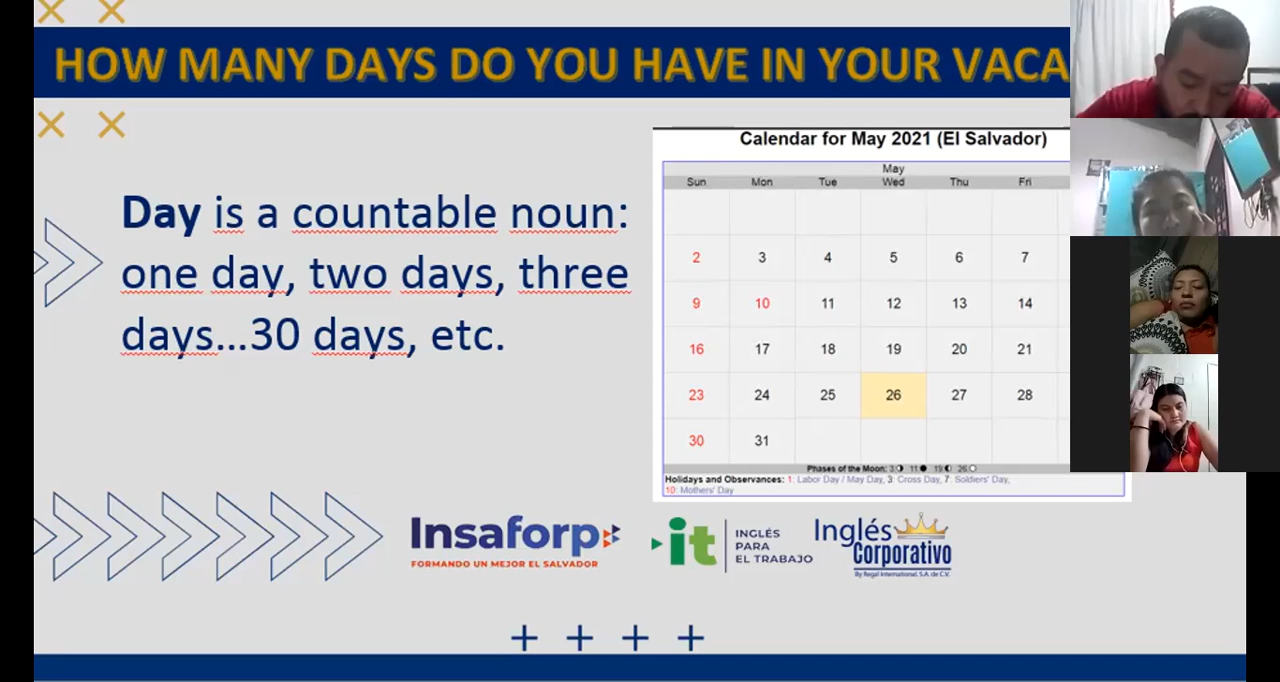 HOW MANY DAYS DO YOU HAVE IN YOUR VACA
Calendar for May 2021 (El Salvador)
May
Sun Mon Tue Wed Thu Fri
2 3 4 5 6 7
9 10 11 12 13 14
16 17 18 19 20 21
23 24 25 26 27 28
30 31
Phases of the Moon: 3 11 19 26
Holidays and Observances: 1: Labor Day / May Day, 3: Cross Day, 7: Soldiers' Day,
10: Mothers' Day
Day is a countable noun:
one day, two days, three
days...30 days, etc.
Insaforp
FORMANDO UN MEJOR EL SALVADOR
it
INGLÉS
PARA
EL TRABAJO
Inglés
Corporativo
By Regal International, S.A. de C.V.